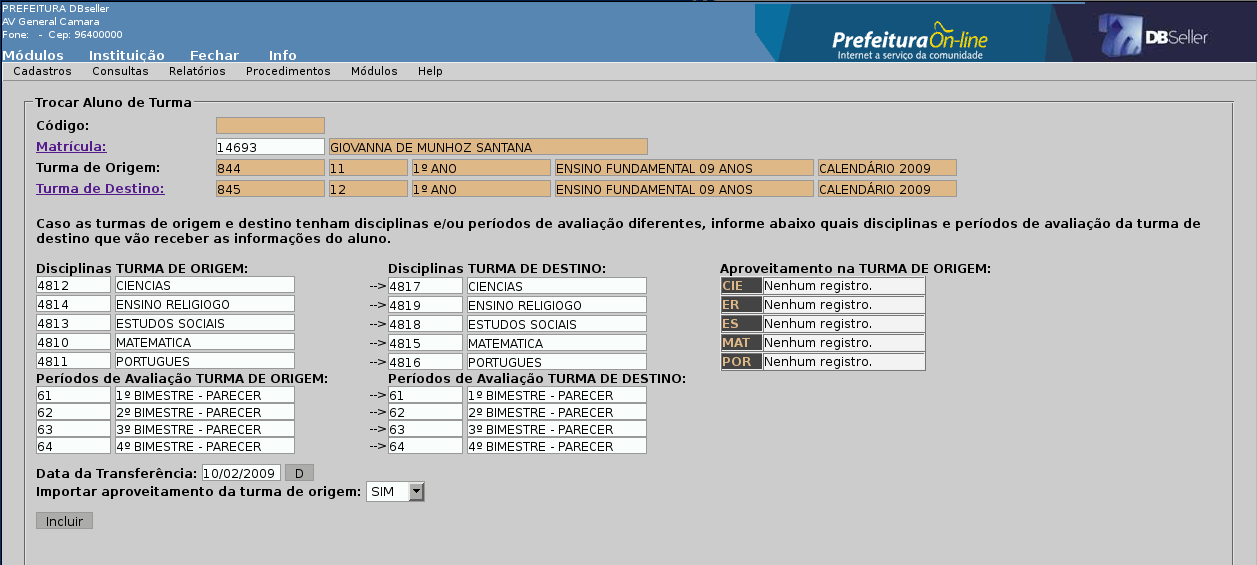 PREFEITURA DBseller
AV General Camara
Fone: - Cep: 96400000
Módulos Instituição Fechar Info
PrefeituraOn-line
Internet a serviço da comunidade
DBSeller
Cadastros Consultas Relatórios Procedimentos Módulos Help
Trocar Aluno de Turma
Código:
Matrícula: 14693 GIOVANNA DE MUNHOZ SANTANA
Turma de Origem: 844 11 1º ANO ENSINO FUNDAMENTAL 09 ANOS CALENDÁRIO 2009
Turma de Destino: 845 12 1º ANO ENSINO FUNDAMENTAL 09 ANOS CALENDÁRIO 2009
Caso as turmas de origem e destino tenham disciplinas e/ou períodos de avaliação diferentes, informe abaixo quais disciplinas e períodos de avaliação da turma de
destino que vão receber as informações do aluno.
Disciplinas TURMA DE ORIGEM: Disciplinas TURMA DE DESTINO: Aproveitamento na TURMA DE ORIGEM:
4812 CIENCIAS --> 4817 CIENCIAS CIE Nenhum registro.
4814 ENSINO RELIGIOGO --> 4819 ENSINO RELIGIOGO ER Nenhum registro.
4813 ESTUDOS SOCIAIS --> 4818 ESTUDOS SOCIAIS ES Nenhum registro.
4810 MATEMATICA --> 4815 MATEMATICA MAT Nenhum registro.
4811 PORTUGUES --> 4816 PORTUGUES POR Nenhum registro.
Períodos de Avaliação TURMA DE ORIGEM: Períodos de Avaliação TURMA DE DESTINO:
61 1º BIMESTRE - PARECER --> 61 1º BIMESTRE - PARECER
62 2º BIMESTRE - PARECER --> 62 2º BIMESTRE - PARECER
63 3º BIMESTRE - PARECER --> 63 3º BIMESTRE - PARECER
64 4º BIMESTRE - PARECER --> 64 4º BIMESTRE - PARECER
Data da Transferência: 10/02/2009 D
Importar aproveitamento da turma de origem: SIM
Incluir